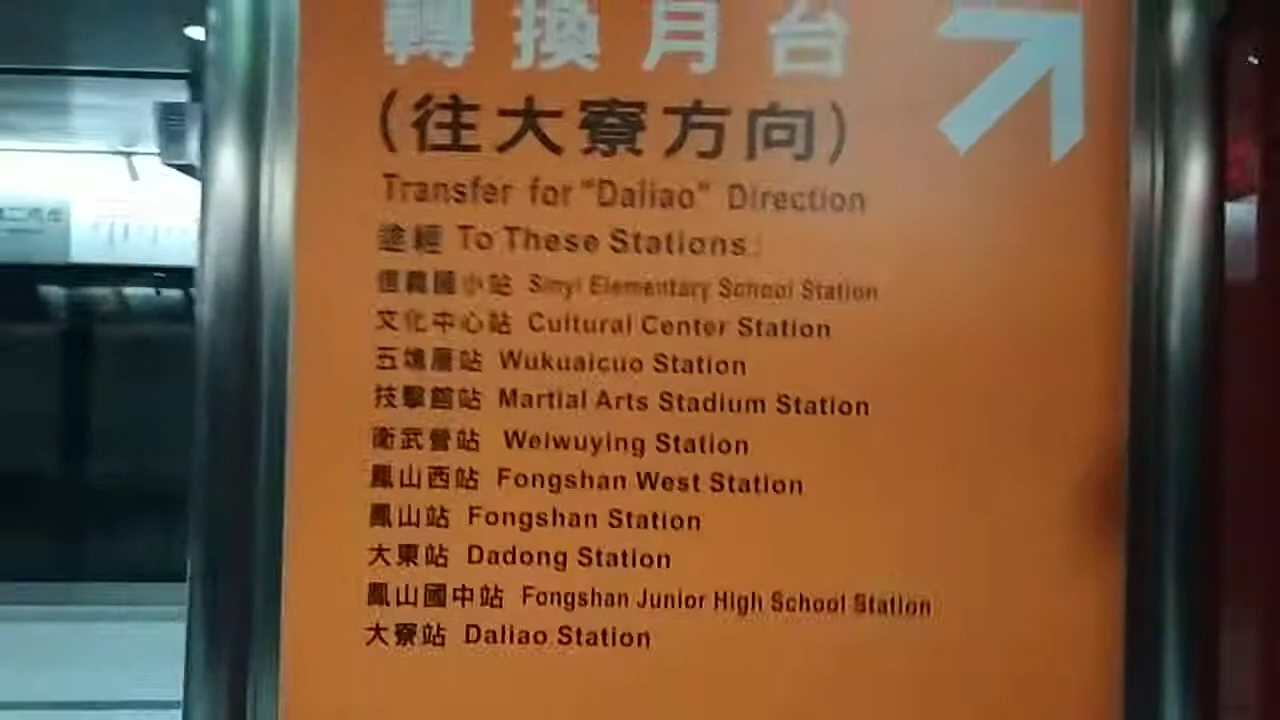 轉換月台
(往大寮方向)
Transfer for "Daliao" Direction
途經 To These Stations:
信義國小站 Sinyi Elementary School Station
文化中心站 Cultural Center Station
五塊厝站 Wukuaicuo Station
技擊館站 Martial Arts Stadium Station
衛武營站 Weiwuying Station
鳳山西站 Fongshan West Station
鳳山站 Fongshan Station
大東站 Dadong Station
鳳山國中站 Fongshan Junior High School Station
大寮站 Daliao Station